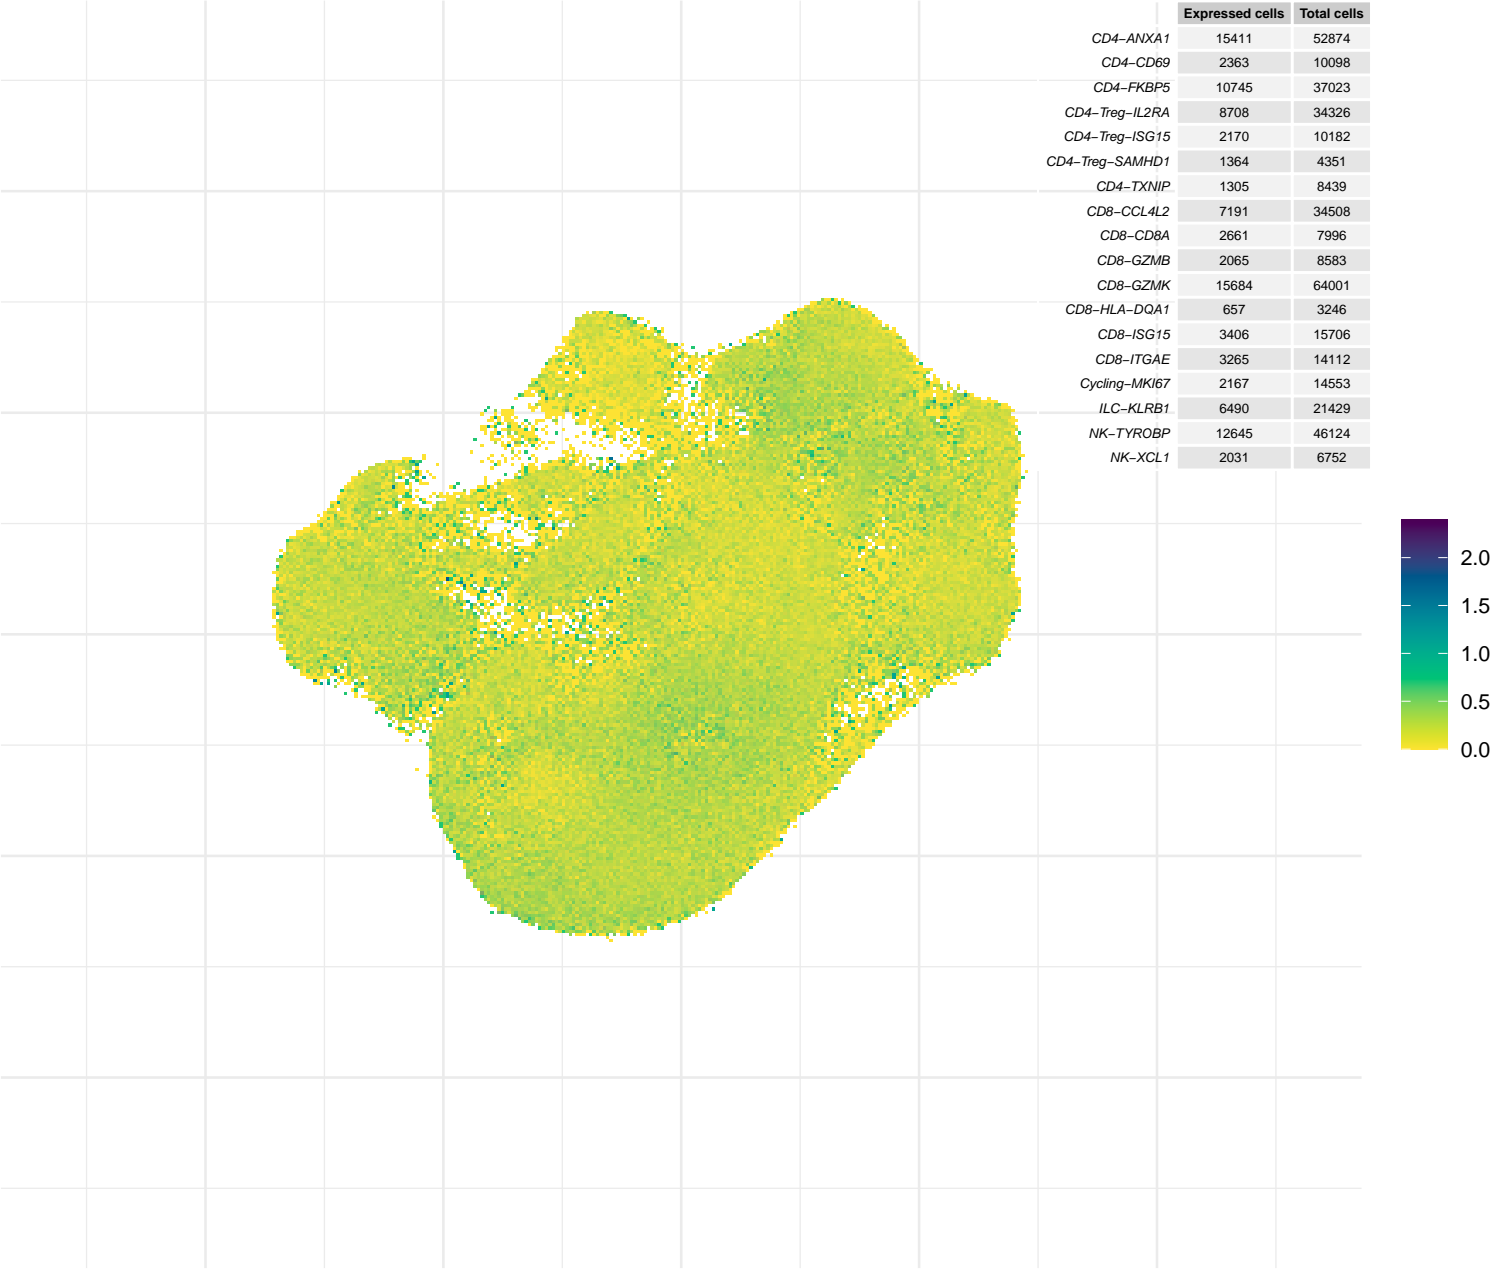 Expressed cells Total cells
CD4−ANXA1 15411 52874
CD4−CD69 2363 10098
CD4−FKBP5 10745 37023
CD4−Treg−IL2RA 8708 34326
CD4−Treg−ISG15 2170 10182
CD4−Treg−SAMHD1 1364 4351
CD4−TXNIP 1305 8439
CD8−CCL4L2 7191 34508
CD8−CD8A 2661 7996
CD8−GZMB 2065 8583
CD8−GZMK 15684 64001
CD8−HLA−DQA1 657 3246
CD8−ISG15 3406 15706
CD8−ITGAE 3265 14112
Cycling−MKI67 2167 14553
ILC−KLRB1 6490 21429
NK−TYROBP 12645 46124
NK−XCL1 2031 6752
2.0
1.5
1.0
0.5
0.0